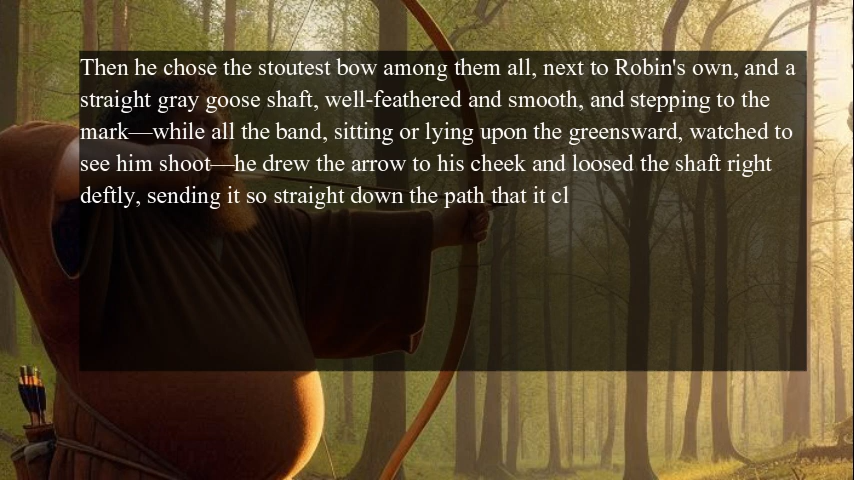 Then he chose the stoutest bow among them all, next to Robin's own, and a
straight gray goose shaft, well-feathered and smooth, and stepping to the
mark—while all the band, sitting or lying upon the greensward, watched to
see him shoot—he drew the arrow to his cheek and loosed the shaft right
deftly, sending it so straight down the path that it cl